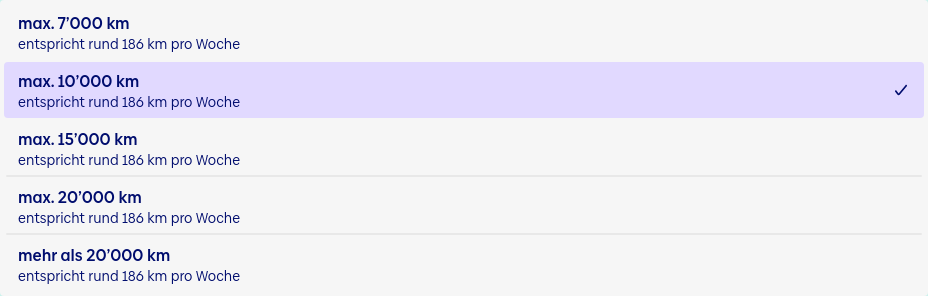 max. 7’000 km
entspricht rund 186 km pro Woche
max. 10’000 km
entspricht rund 186 km pro Woche
max. 15’000 km
entspricht rund 186 km pro Woche
max. 20’000 km
entspricht rund 186 km pro Woche
mehr als 20’000 km
entspricht rund 186 km pro Woche